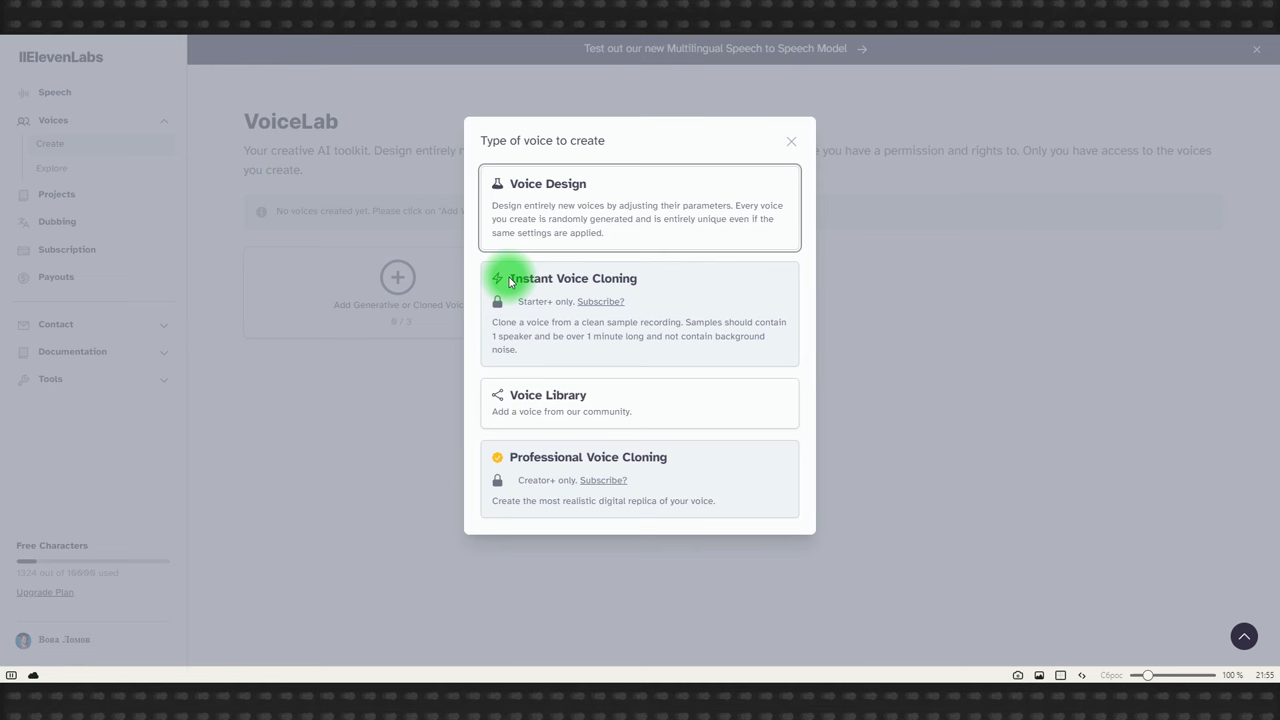 IIElevenLabs
Test out our new Multilingual Speech to Speech Model
Speech
Voices
Create
Explore
Projects
Dubbing
Subscription
Payouts
Contact
Documentation
Tools
VoiceLab
Your creative AI toolkit. Design entirely n
e you have a permission and rights to. Only you have access to the voices
you create.
No voices created yet. Please click on "Add V
Add Generative or Cloned Voic
0 / 3
Type of voice to create
Voice Design
Design entirely new voices by adjusting their parameters. Every voice
you create is randomly generated and is entirely unique even if the
same settings are applied.
Instant Voice Cloning
Starter+ only. Subscribe?
Clone a voice from a clean sample recording. Samples should contain
1 speaker and be over 1 minute long and not contain background
noise.
Voice Library
Add a voice from our community.
Professional Voice Cloning
Creator+ only. Subscribe?
Create the most realistic digital replica of your voice.
Free Characters
1324 out of 10000 used
Upgrade Plan
Вова Ломов
Сброс
100 %
21:55